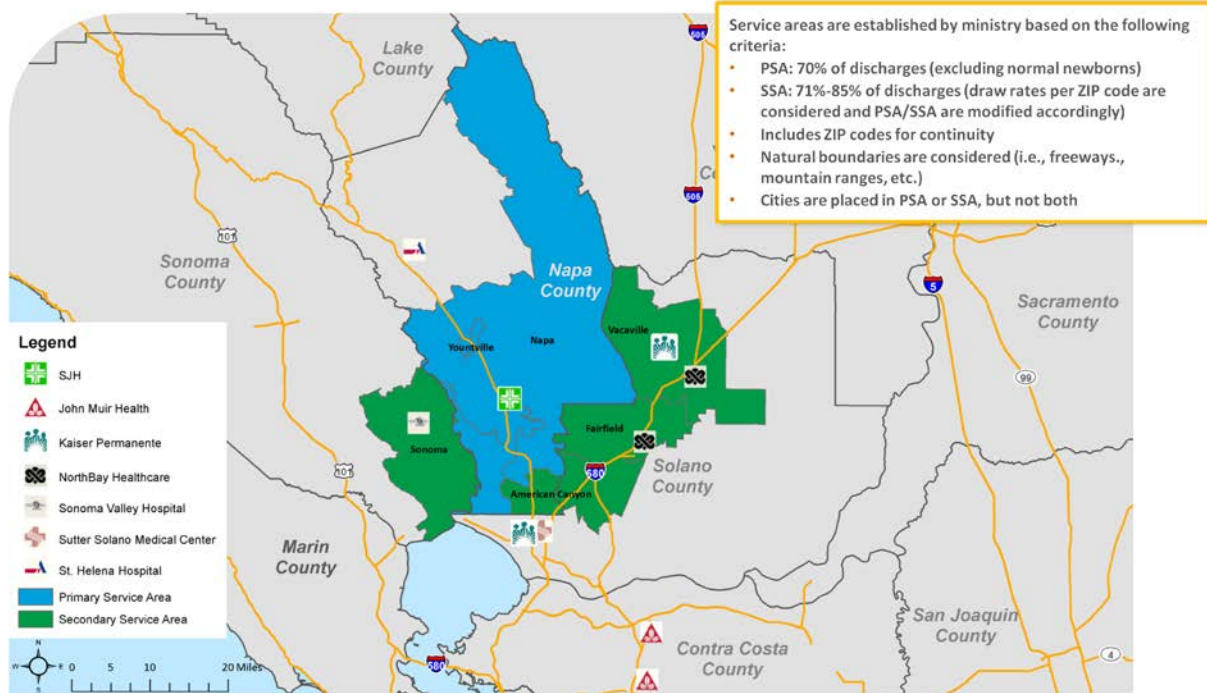 Service areas are established by ministry based on the following
criteria:
• PSA: 70% of discharges (excluding normal newborns)
• SSA: 71%-85% of discharges (draw rates per ZIP code are
considered and PSA/SSA are modified accordingly)
• Includes ZIP codes for continuity
• Natural boundaries are considered (i.e., freeways.,
mountain ranges, etc.)
• Cities are placed in PSA or SSA, but not both
505
Lake
County
505
101
Sonoma
County
Napa
County
5
Sacramento
County
Vacaville
Yountville
Napa
99
Fairfield
Sonoma
Solano
County
101
680
American Canyon
Marin
County
San Joaquin
County
Contra Costa
County
580
4
Legend
SJH
John Muir Health
Kaiser Permanente
NorthBay Healthcare
Sonoma Valley Hospital
Sutter Solano Medical Center
St. Helena Hospital
Primary Service Area
Secondary Service Area
N
W E
S
0 5 10 20 Miles